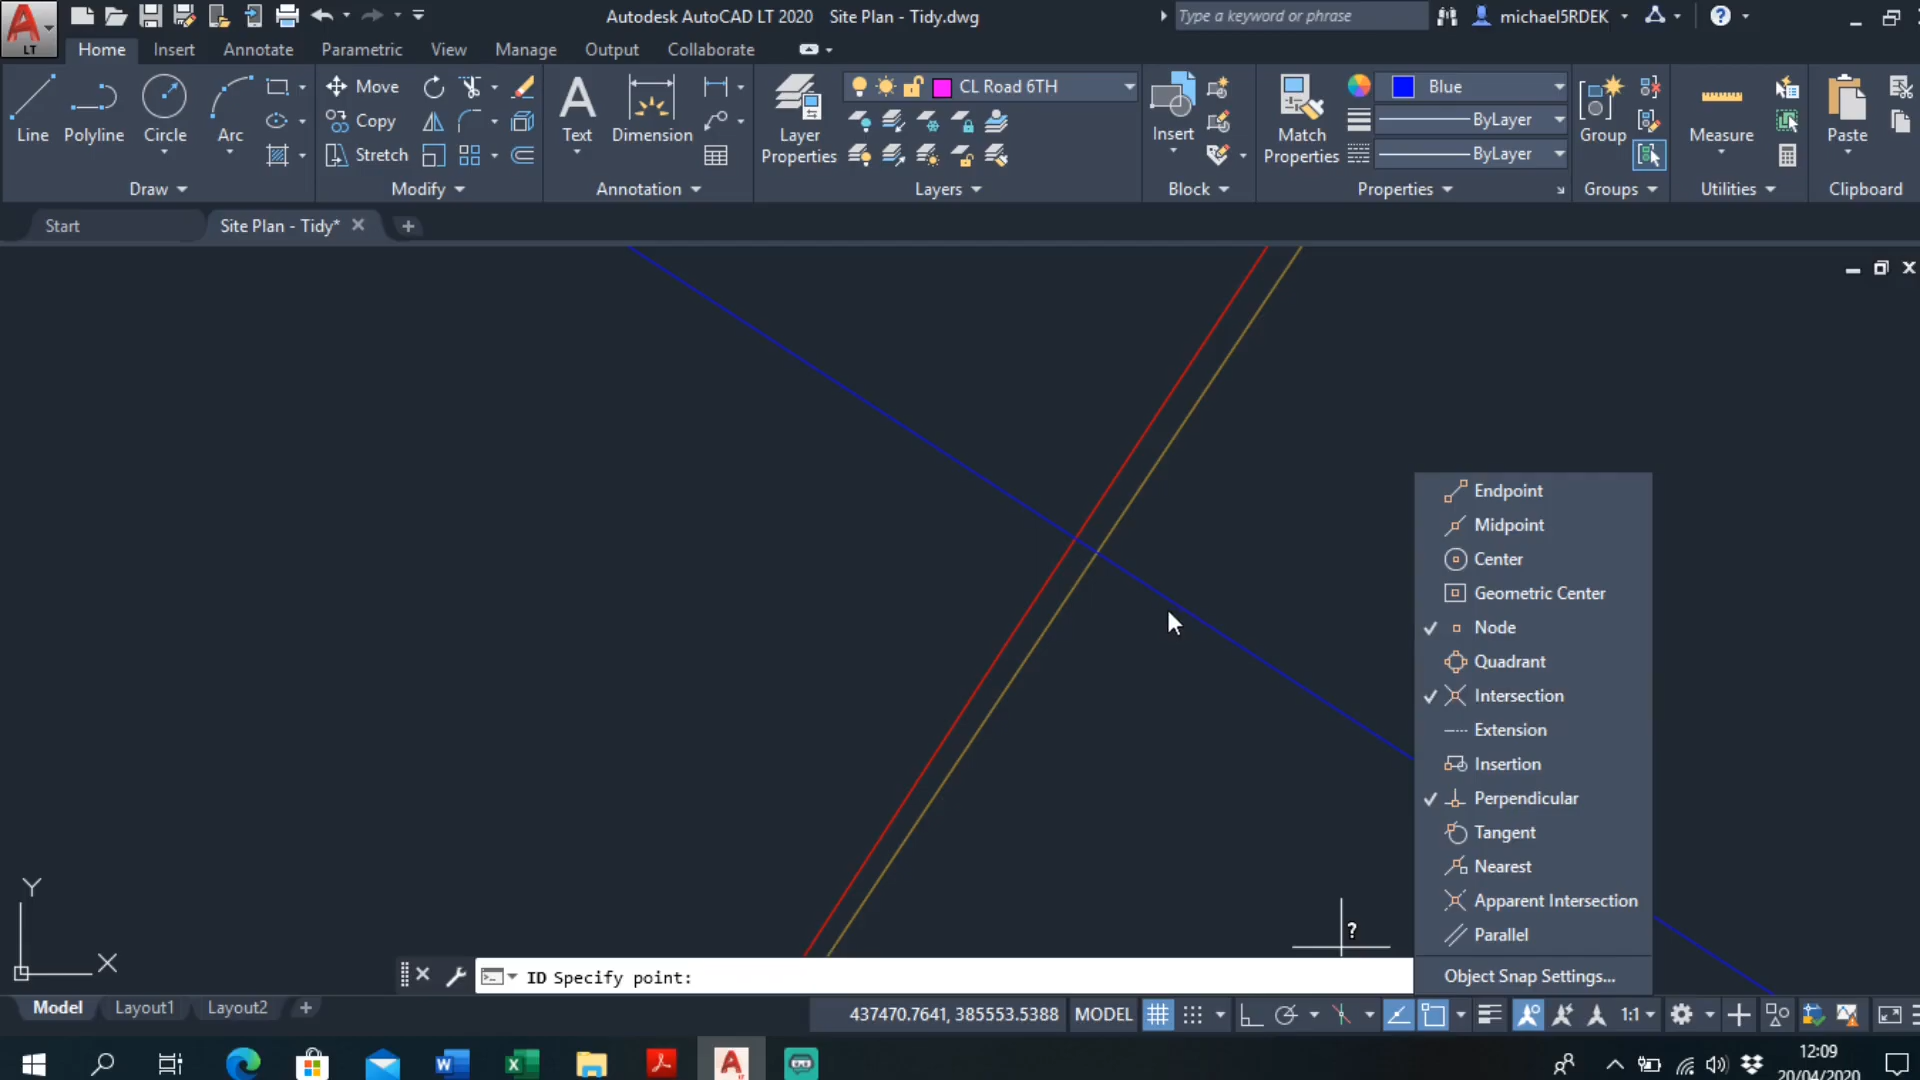 Autodesk AutoCAD LT 2020 Site Plan - Tidy.dwg
Type a keyword or phrase
michael5RDEK
LT
Home Insert Annotate Parametric View Manage Output Collaborate
Line Polyline Circle Arc
Draw
Move
Copy
Stretch
Modify
Text Dimension
Annotation
Layer
Properties
CL Road 6TH
Layers
Insert
Block
Match
Properties
Blue
ByLayer
ByLayer
Properties
Group
Groups
Measure
Utilities
Paste
Clipboard
Start Site Plan - Tidy*
Endpoint
Midpoint
Center
Geometric Center
Node
Quadrant
Intersection
Extension
Insertion
Perpendicular
Tangent
Nearest
Apparent Intersection
Parallel
Object Snap Settings...
Y
X
?
ID Specify point:
Model Layout1 Layout2 +
437470.7641, 385553.5388 MODEL 1:1
12:09
20/04/2020